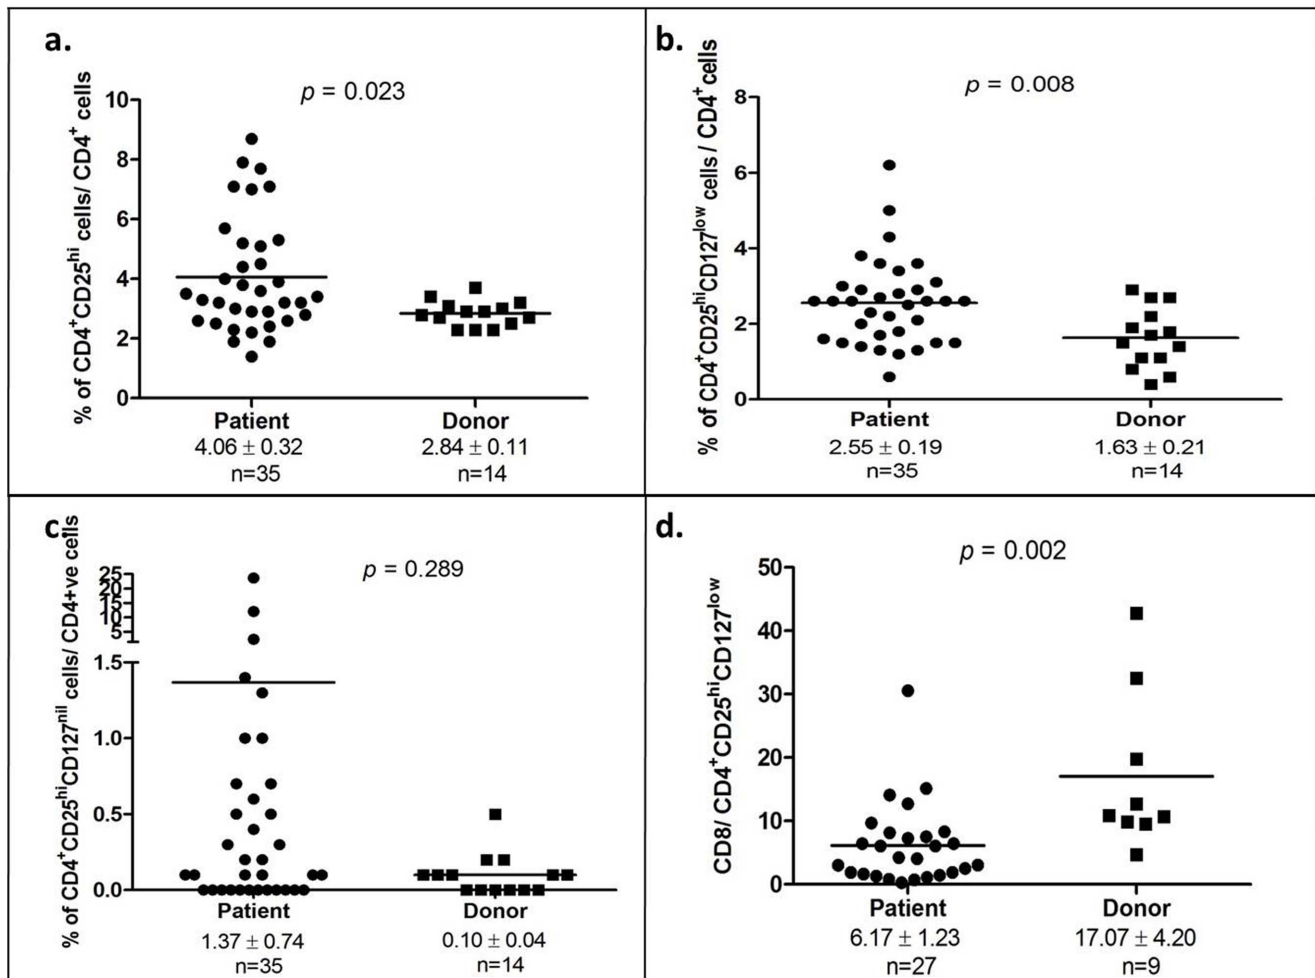 a.
p = 0.023
% of CD4⁺CD25ʰⁱ cells/ CD4⁺ cells
10
8
6
4
2
0
Patient Donor
4.06 ± 0.32 2.84 ± 0.11
n=35 n=14
b.
p = 0.008
% of CD4⁺CD25ʰⁱCD127ˡᵒʷ cells / CD4⁺ cells
8
6
4
2
0
Patient Donor
2.55 ± 0.19 1.63 ± 0.21
n=35 n=14
c.
p = 0.289
% of CD4⁺CD25ʰⁱCD127ⁿⁱˡ cells/ CD4+ve cells
25
20
15
10
5
1.5
1.0
0.5
0.0
Patient Donor
1.37 ± 0.74 0.10 ± 0.04
n=35 n=14
d.
p = 0.002
CD8/ CD4⁺CD25ʰⁱCD127ˡᵒʷ
50
40
30
20
10
0
Patient Donor
6.17 ± 1.23 17.07 ± 4.20
n=27 n=9